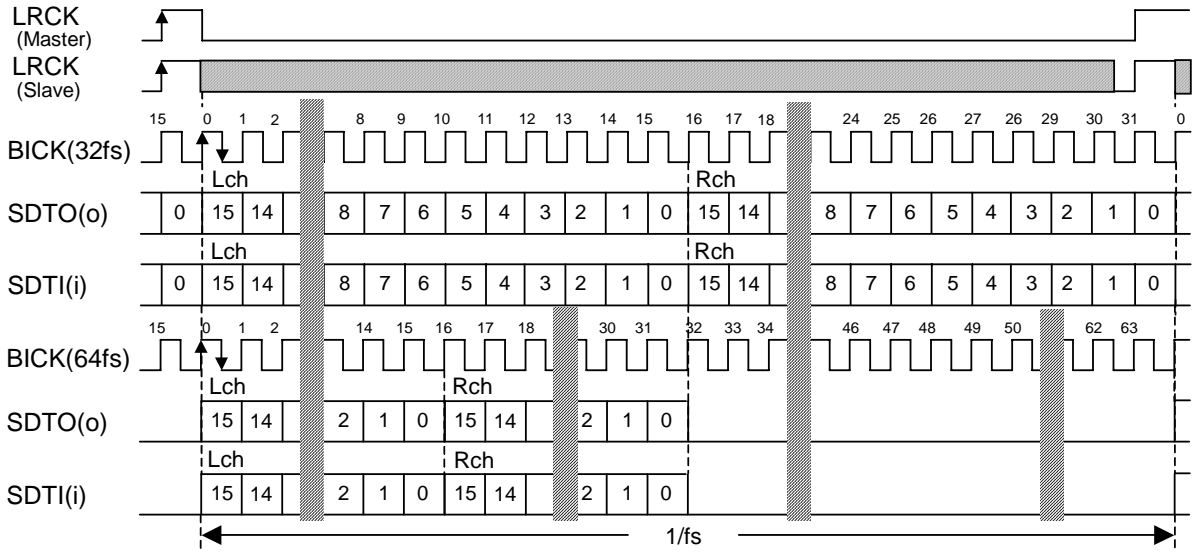 LRCK
(Master)
LRCK
(Slave)
15 0 1 2 8 9 10 11 12 13 14 15 16 17 18 24 25 26 27 26 29 30 31 0
BICK(32fs)
Lch Rch
SDTO(o) 0 15 14 8 7 6 5 4 3 2 1 0 15 14 8 7 6 5 4 3 2 1 0
Lch Rch
SDTI(i) 0 15 14 8 7 6 5 4 3 2 1 0 15 14 8 7 6 5 4 3 2 1 0
15 0 1 2 14 15 16 17 18 30 31 32 33 34 46 47 48 49 50 62 63
BICK(64fs)
Lch Rch
SDTO(o) 15 14 2 1 0 15 14 2 1 0
Lch Rch
SDTI(i) 15 14 2 1 0 15 14 2 1 0
1/fs